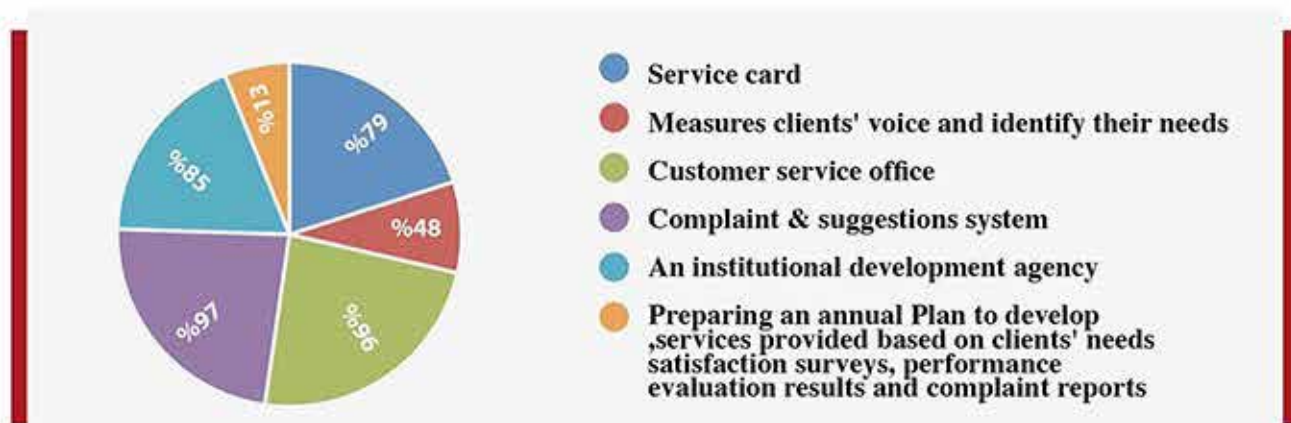 %79
%48
%96
%97
%85
%13
Service card
Measures clients' voice and identify their needs
Customer service office
Complaint & suggestions system
An institutional development agency
Preparing an annual Plan to develop
,services provided based on clients' needs
satisfaction surveys, performance
evaluation results and complaint reports